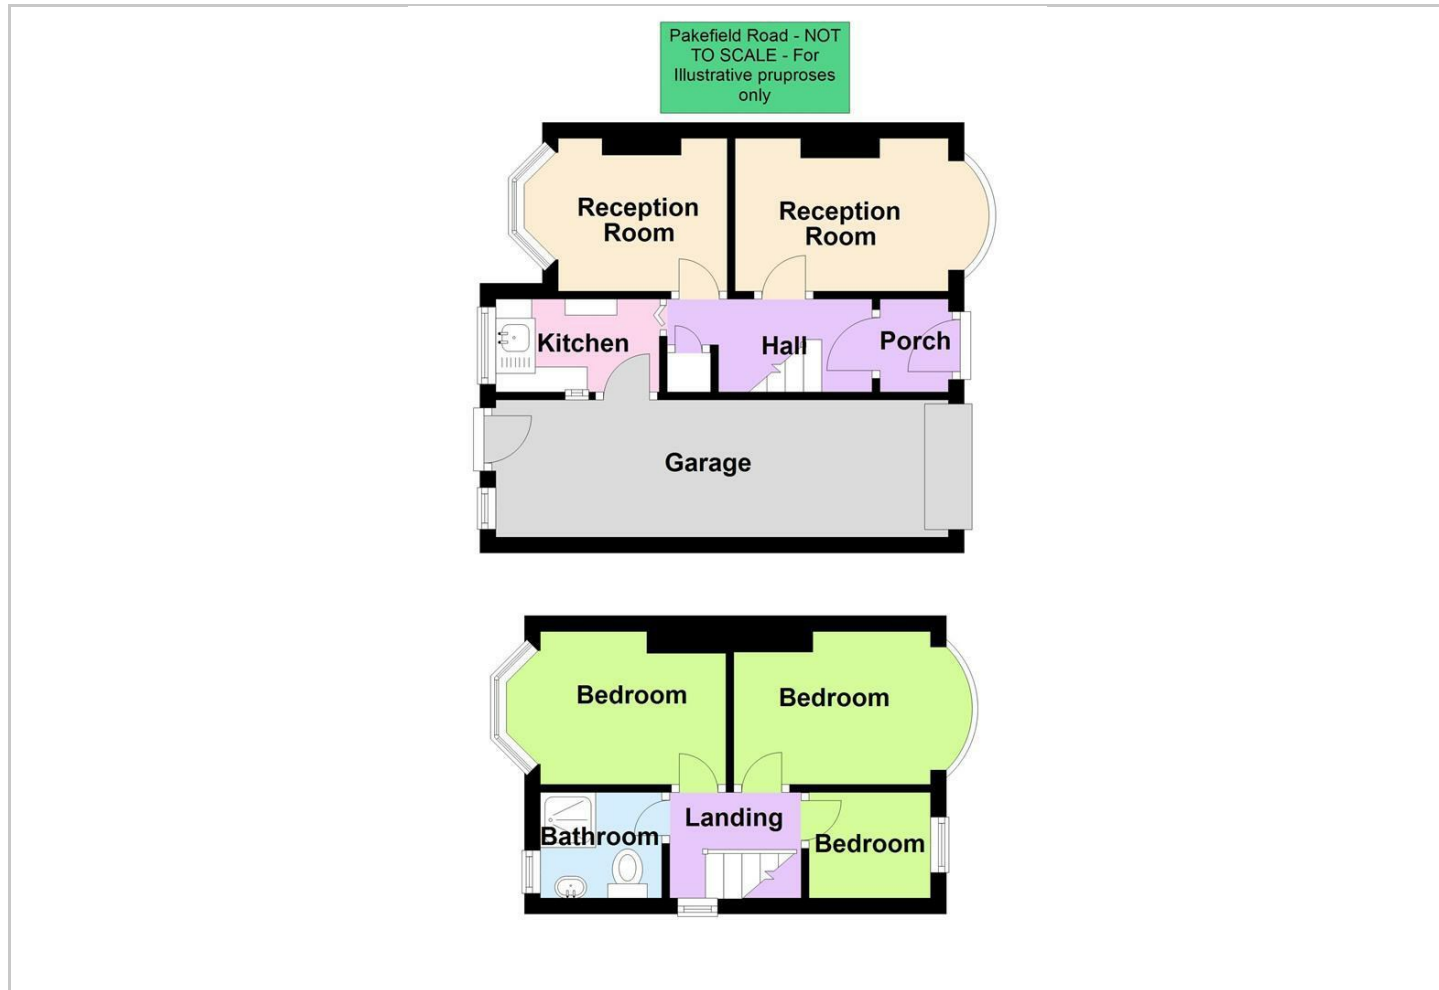 Pakefield Road - NOT
TO SCALE - For
Illustrative pruproses
only
Reception
Room
Reception
Room
Kitchen
Hall
Porch
Garage
Bedroom
Bedroom
Landing
Bathroom
Bedroom